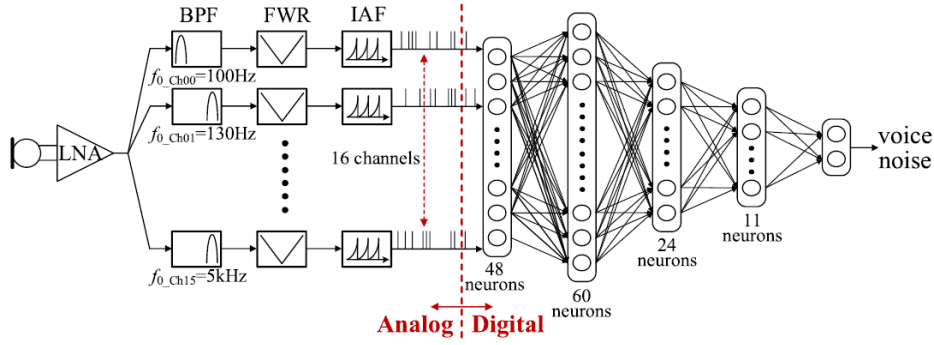 BPF FWR IAF
f0_Ch00=100Hz
f0_Ch01=130Hz
LNA
16 channels
voice
noise
f0_Ch15=5kHz
48
neurons
60
neurons
24
neurons
11
neurons
Analog Digital